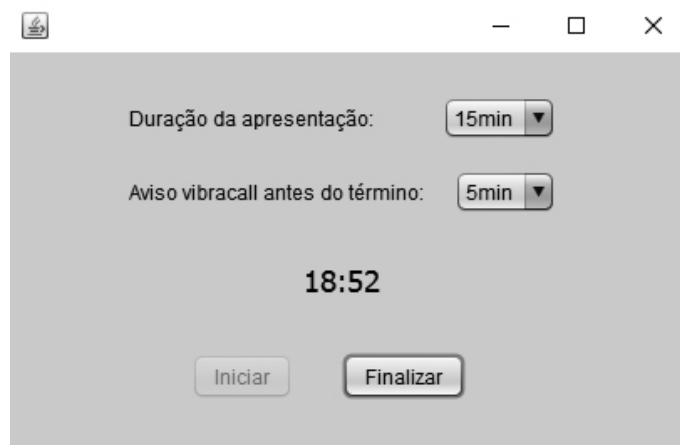 Duração da apresentação: 15min
Aviso vibracall antes do término: 5min
18:52
Iniciar Finalizar